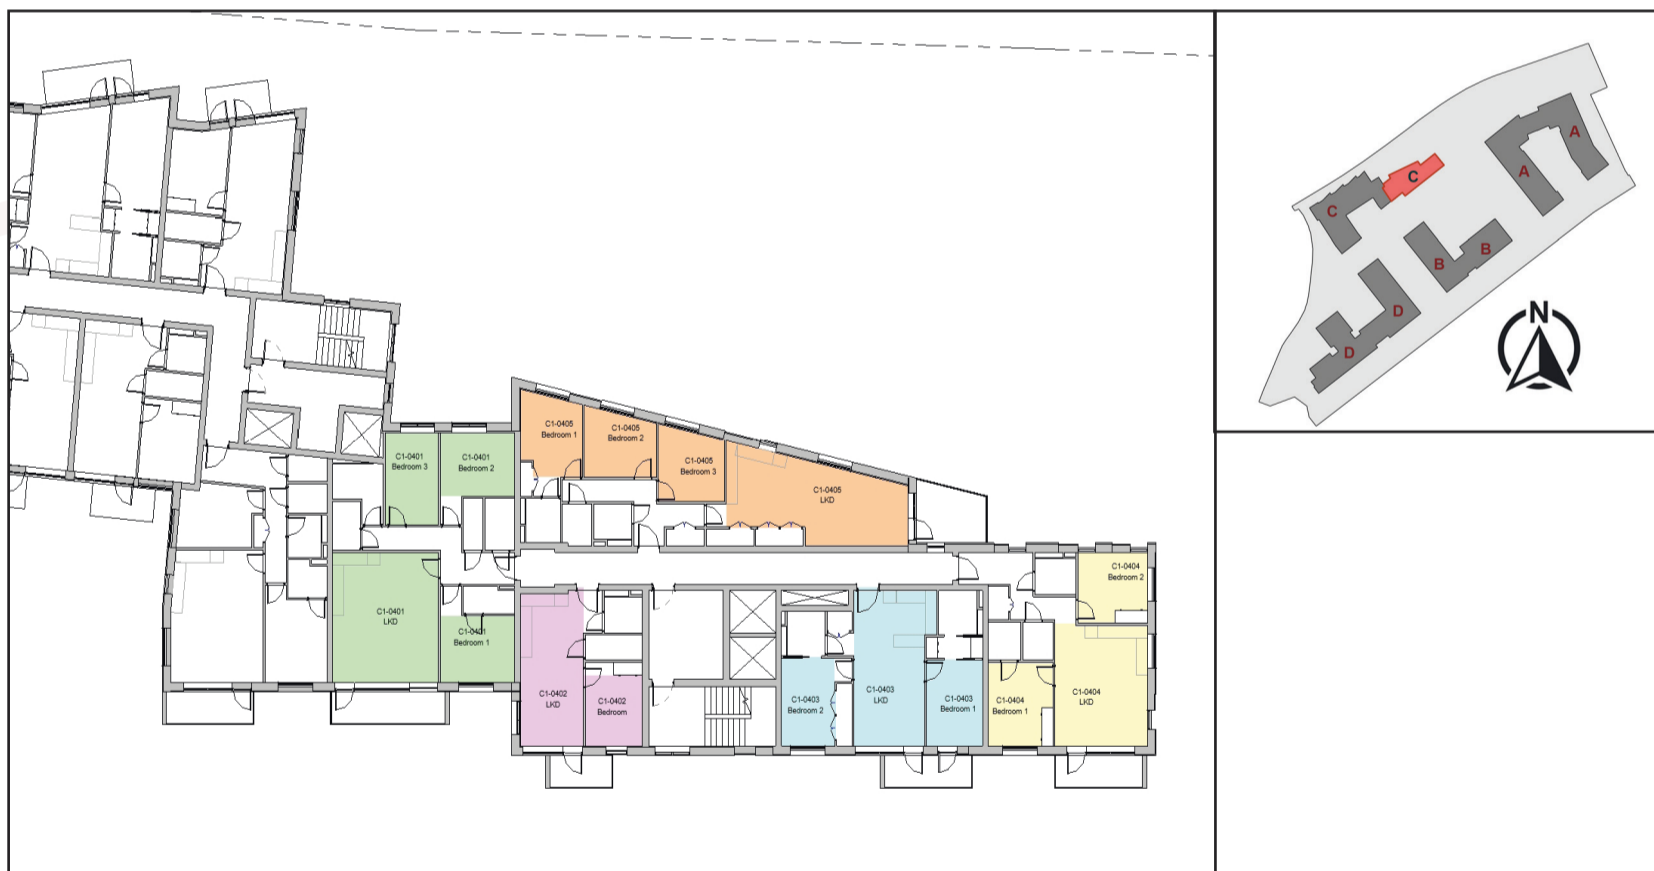 C1-0401
Bedroom 3
C1-0401
Bedroom 2
C1-0405
Bedroom 1
C1-0405
Bedroom 2
C1-0405
Bedroom 3
C1-0405
LKD
C1-0401
LKD
C1-0401
Bedroom 1
C1-0402
LKD
C1-0402
Bedroom
C1-0403
Bedroom 2
C1-0403
LKD
C1-0403
Bedroom 1
C1-0404
Bedroom 1
C1-0404
LKD
C1-0404
Bedroom 2
A
A
C
C
B
B
D
D
N